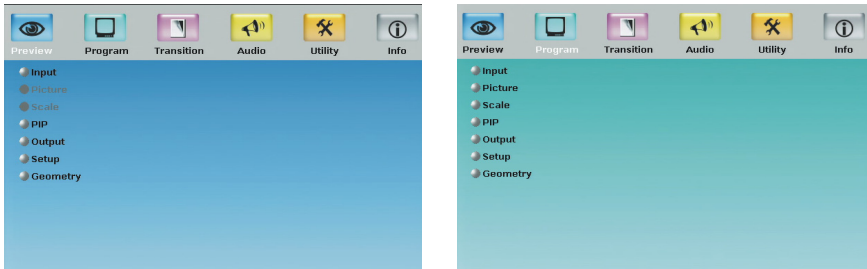 Preview Program Transition Audio Utility Info
Input
Picture
Scale
PIP
Output
Setup
Geometry
Preview Program Transition Audio Utility Info
Input
Picture
Scale
PIP
Output
Setup
Geometry